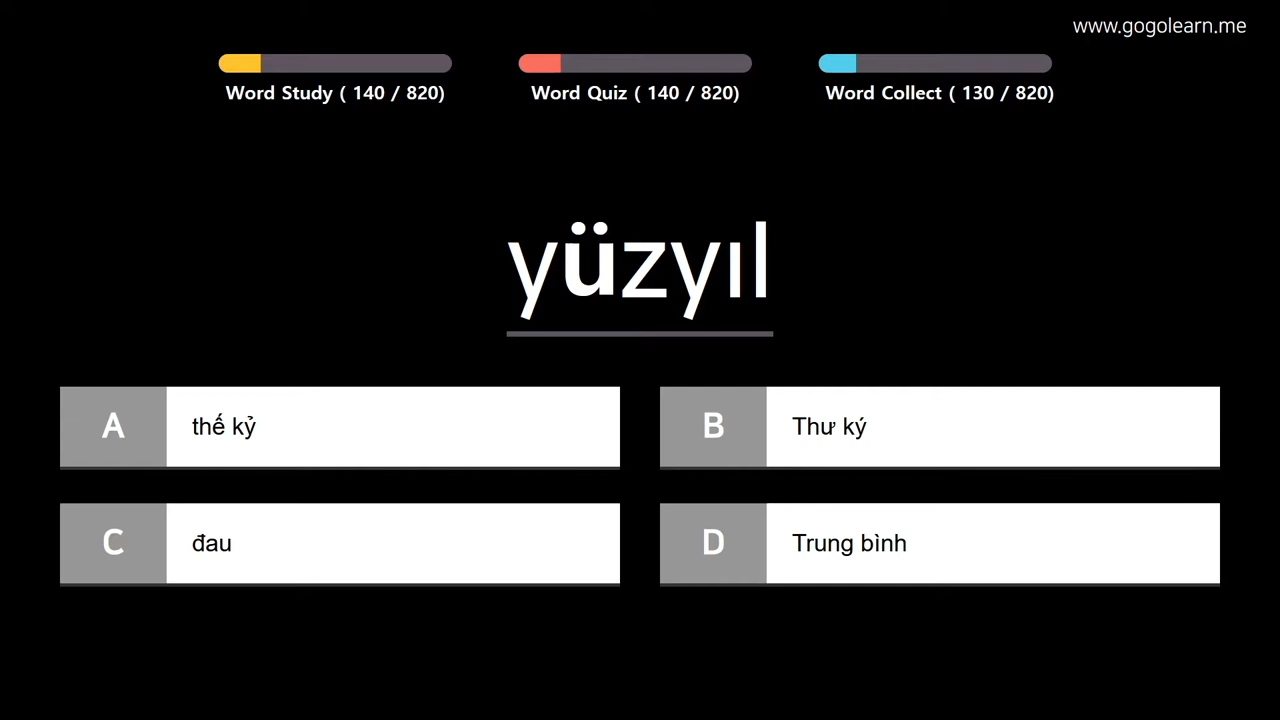 www.gogolearn.me
Word Study ( 140 / 820)
Word Quiz ( 140 / 820)
Word Collect ( 130 / 820)
yüzyıl
A
thế kỷ
B
Thư ký
C
đau
D
Trung bình